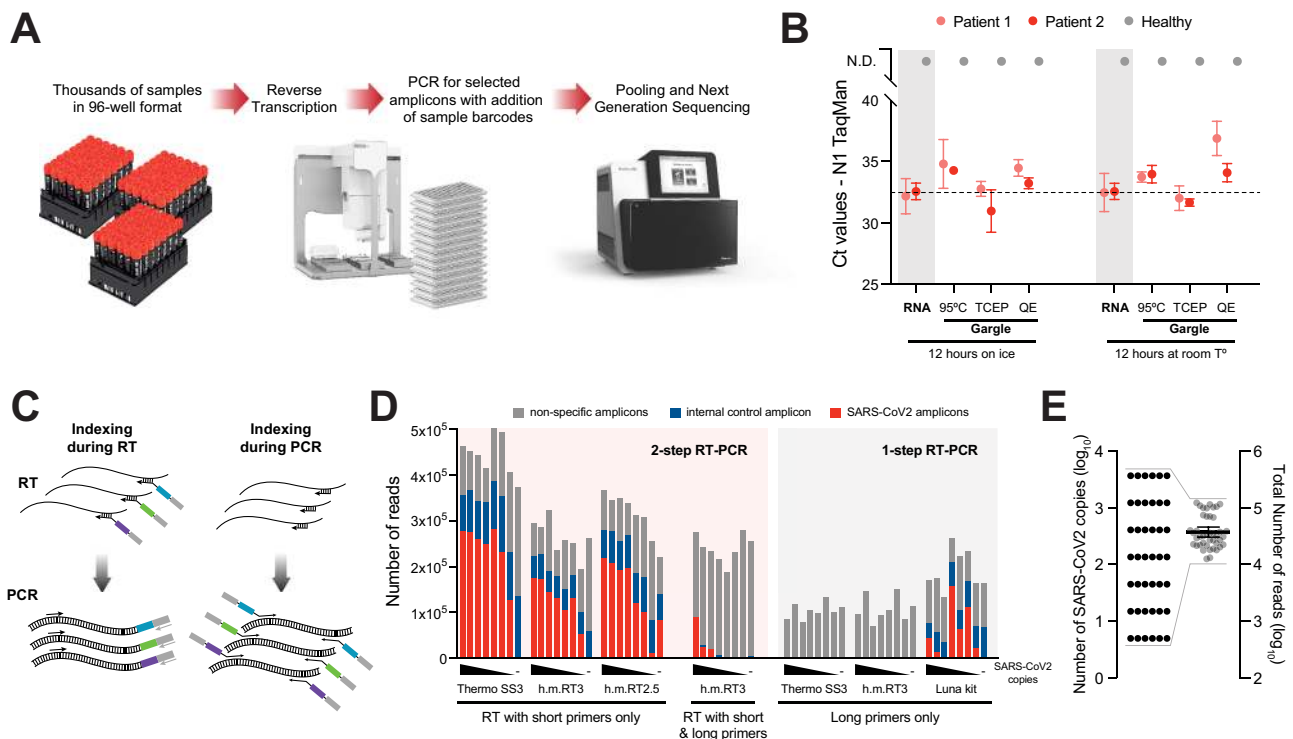 A
Thousands of samples
in 96-well format
Reverse
Transcription
PCR for selected
amplicons with addition
of sample barcodes
Pooling and Next
Generation Sequencing
B
Patient 1
Patient 2
Healthy
N.D.
40
35
30
25
Ct values - N1 TaqMan
RNA
95ºC
TCEP
QE
Gargle
12 hours on ice
RNA
95ºC
TCEP
QE
Gargle
12 hours at room Tº
C
Indexing
during RT
Indexing
during PCR
RT
PCR
D
non-specific amplicons
internal control amplicon
SARS-CoV2 amplicons
2-step RT-PCR
1-step RT-PCR
Number of reads
5x10⁵
4x10⁵
3x10⁵
2x10⁵
1x10⁵
0
- - - - - - -
SARS-CoV2
copies
Thermo SS3
h.m.RT3
h.m.RT2.5
h.m.RT3
Thermo SS3
h.m.RT3
Luna kit
RT with short primers only
RT with short
& long primers
Long primers only
E
Number of SARS-CoV2 copies (log₁₀)
4
3
2
1
0
6
5
4
3
2
Total Number of reads (log₁₀)